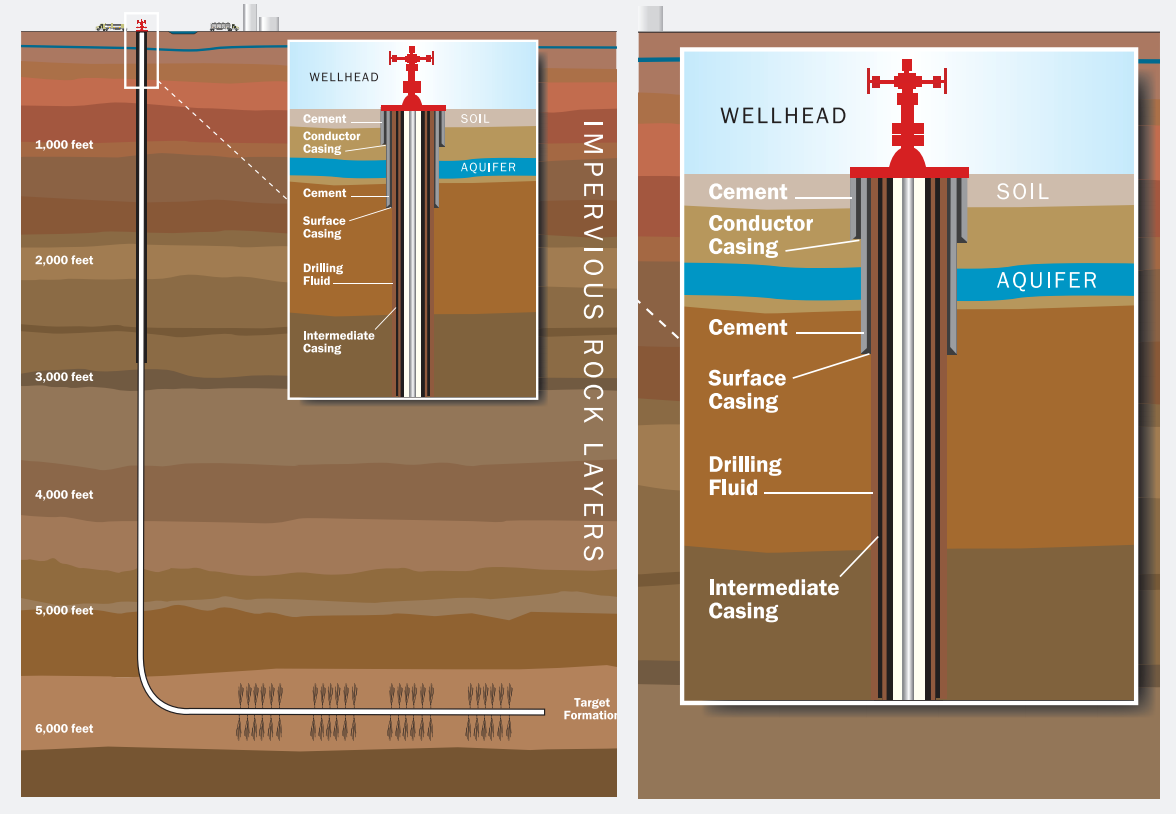 WELLHEAD
Cement
SOIL
Conductor
Casing
AQUIFER
Cement
Surface
Casing
Drilling
Fluid
Intermediate
Casing
1,000 feet
2,000 feet
3,000 feet
4,000 feet
5,000 feet
6,000 feet
IMPERVIOUS ROCK LAYERS
Target
Formation
WELLHEAD
Cement
SOIL
Conductor
Casing
AQUIFER
Cement
Surface
Casing
Drilling
Fluid
Intermediate
Casing